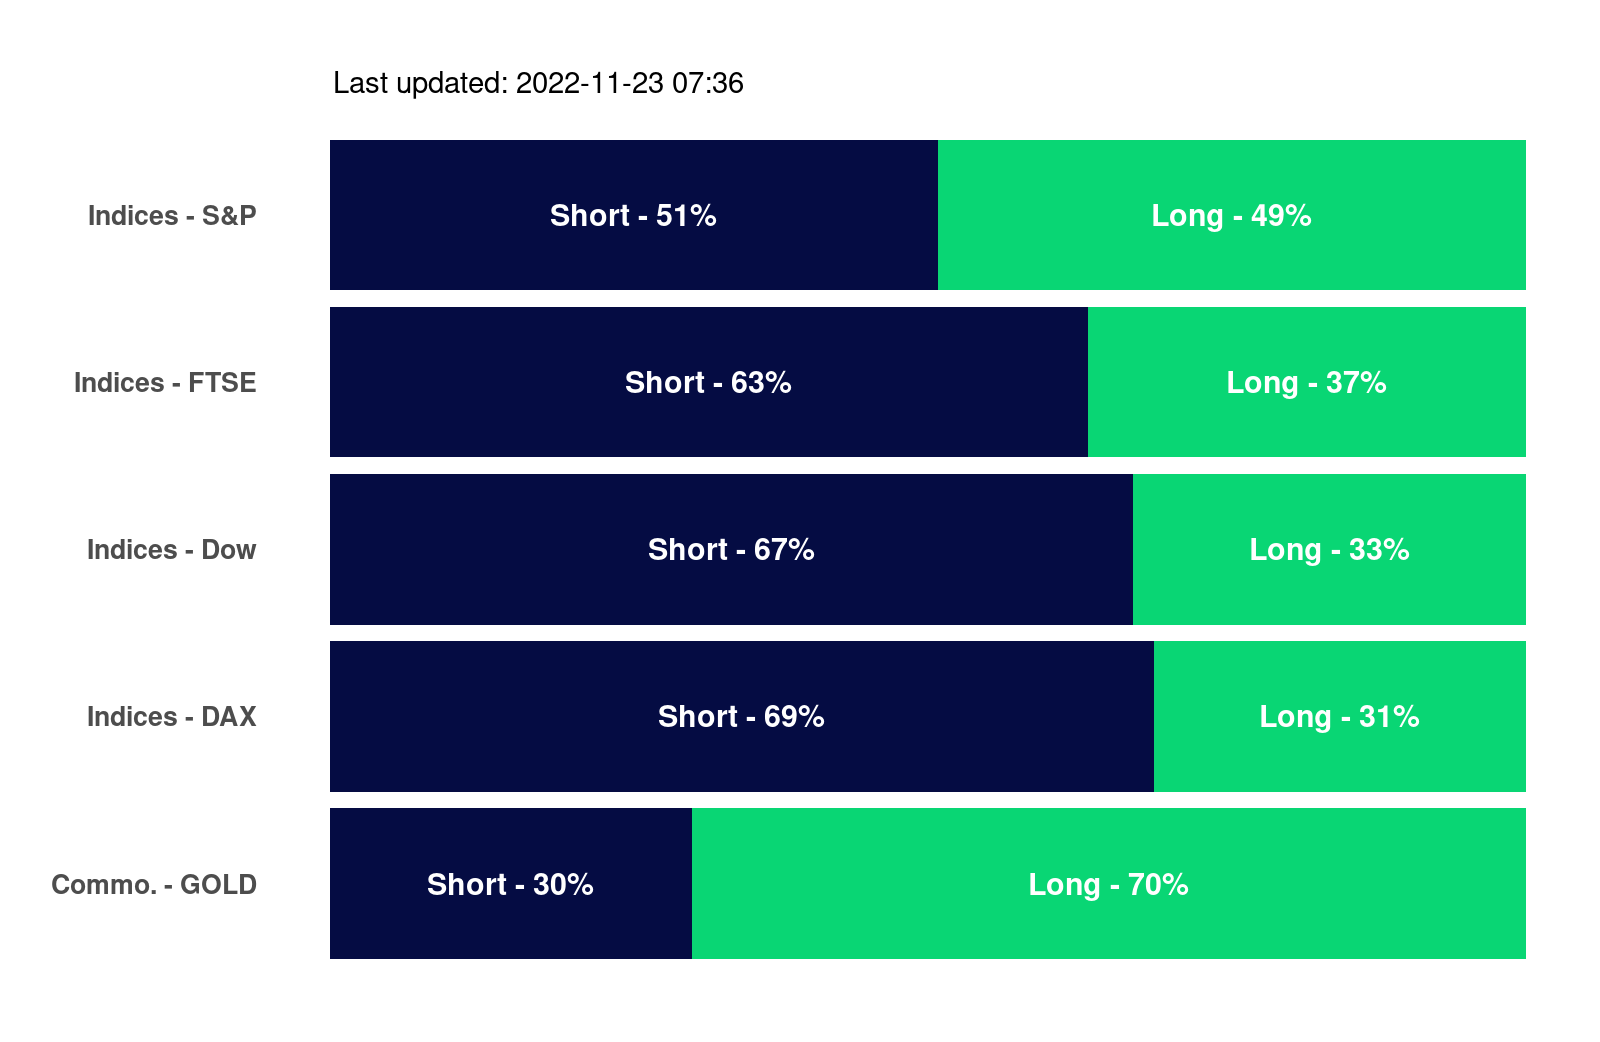 Last updated: 2022-11-23 07:36
Indices - S&P Short - 51% Long - 49%
Indices - FTSE Short - 63% Long - 37%
Indices - Dow Short - 67% Long - 33%
Indices - DAX Short - 69% Long - 31%
Commo. - GOLD Short - 30% Long - 70%